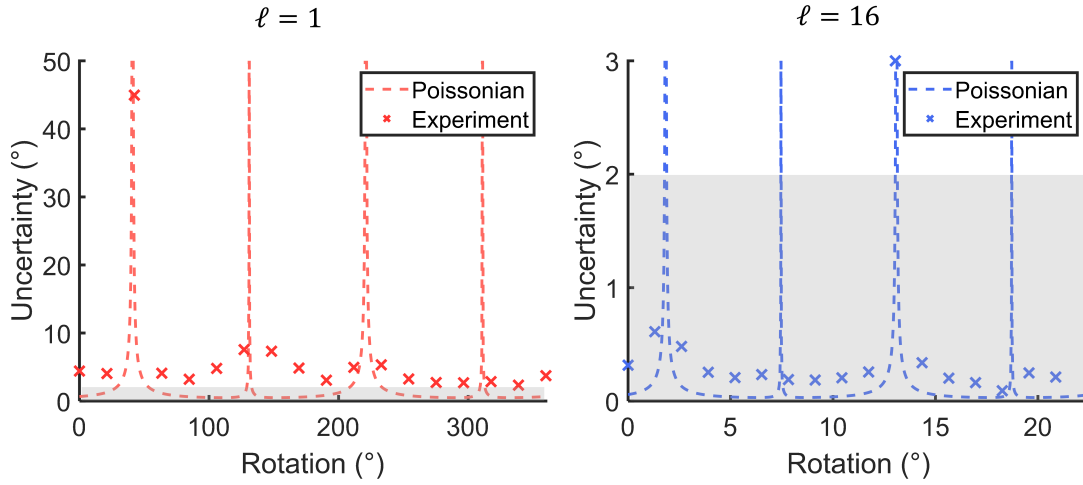 ℓ = 1
50
40
30
20
10
0
Uncertainty (°)
0 100 200 300
Rotation (°)
Poissonian
Experiment
ℓ = 16
3
2
1
0
Uncertainty (°)
0 5 10 15 20
Rotation (°)
Poissonian
Experiment